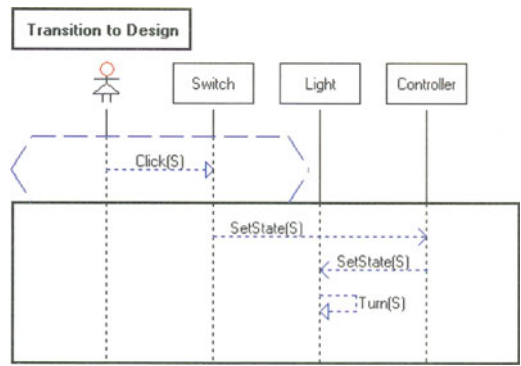 Transition to Design
Switch
Light
Controller
Click(S)
SetState(S)
SetState(S)
Turn(S)